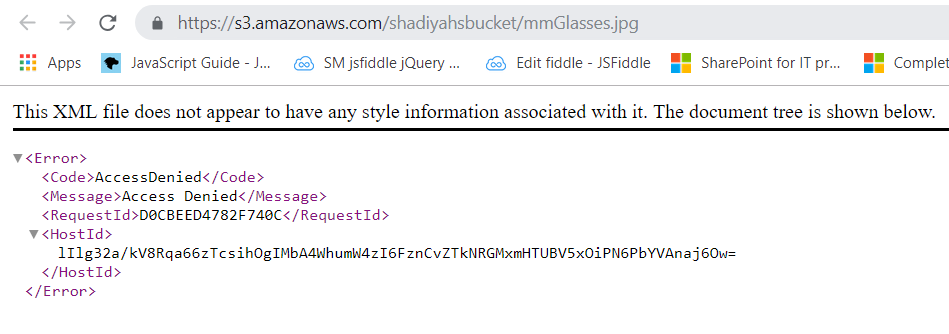 https://s3.amazonaws.com/shadiyahsbucket/mmGlasses.jpg
Apps JavaScript Guide - J... SM jsfiddle jQuery ... Edit fiddle - JSFiddle SharePoint for IT pr... Complet
This XML file does not appear to have any style information associated with it. The document tree is shown below.
▼<Error>
<Code>AccessDenied</Code>
<Message>Access Denied</Message>
<RequestId>D0CBEED4782F740C</RequestId>
▼<HostId>
lIlg32a/kV8Rqa66zTcsihOgIMbA4WhumW4zI6FznCvZTkNRGMxmHTUBV5xOiPN6PbYVAnaj6Ow=
</HostId>
</Error>